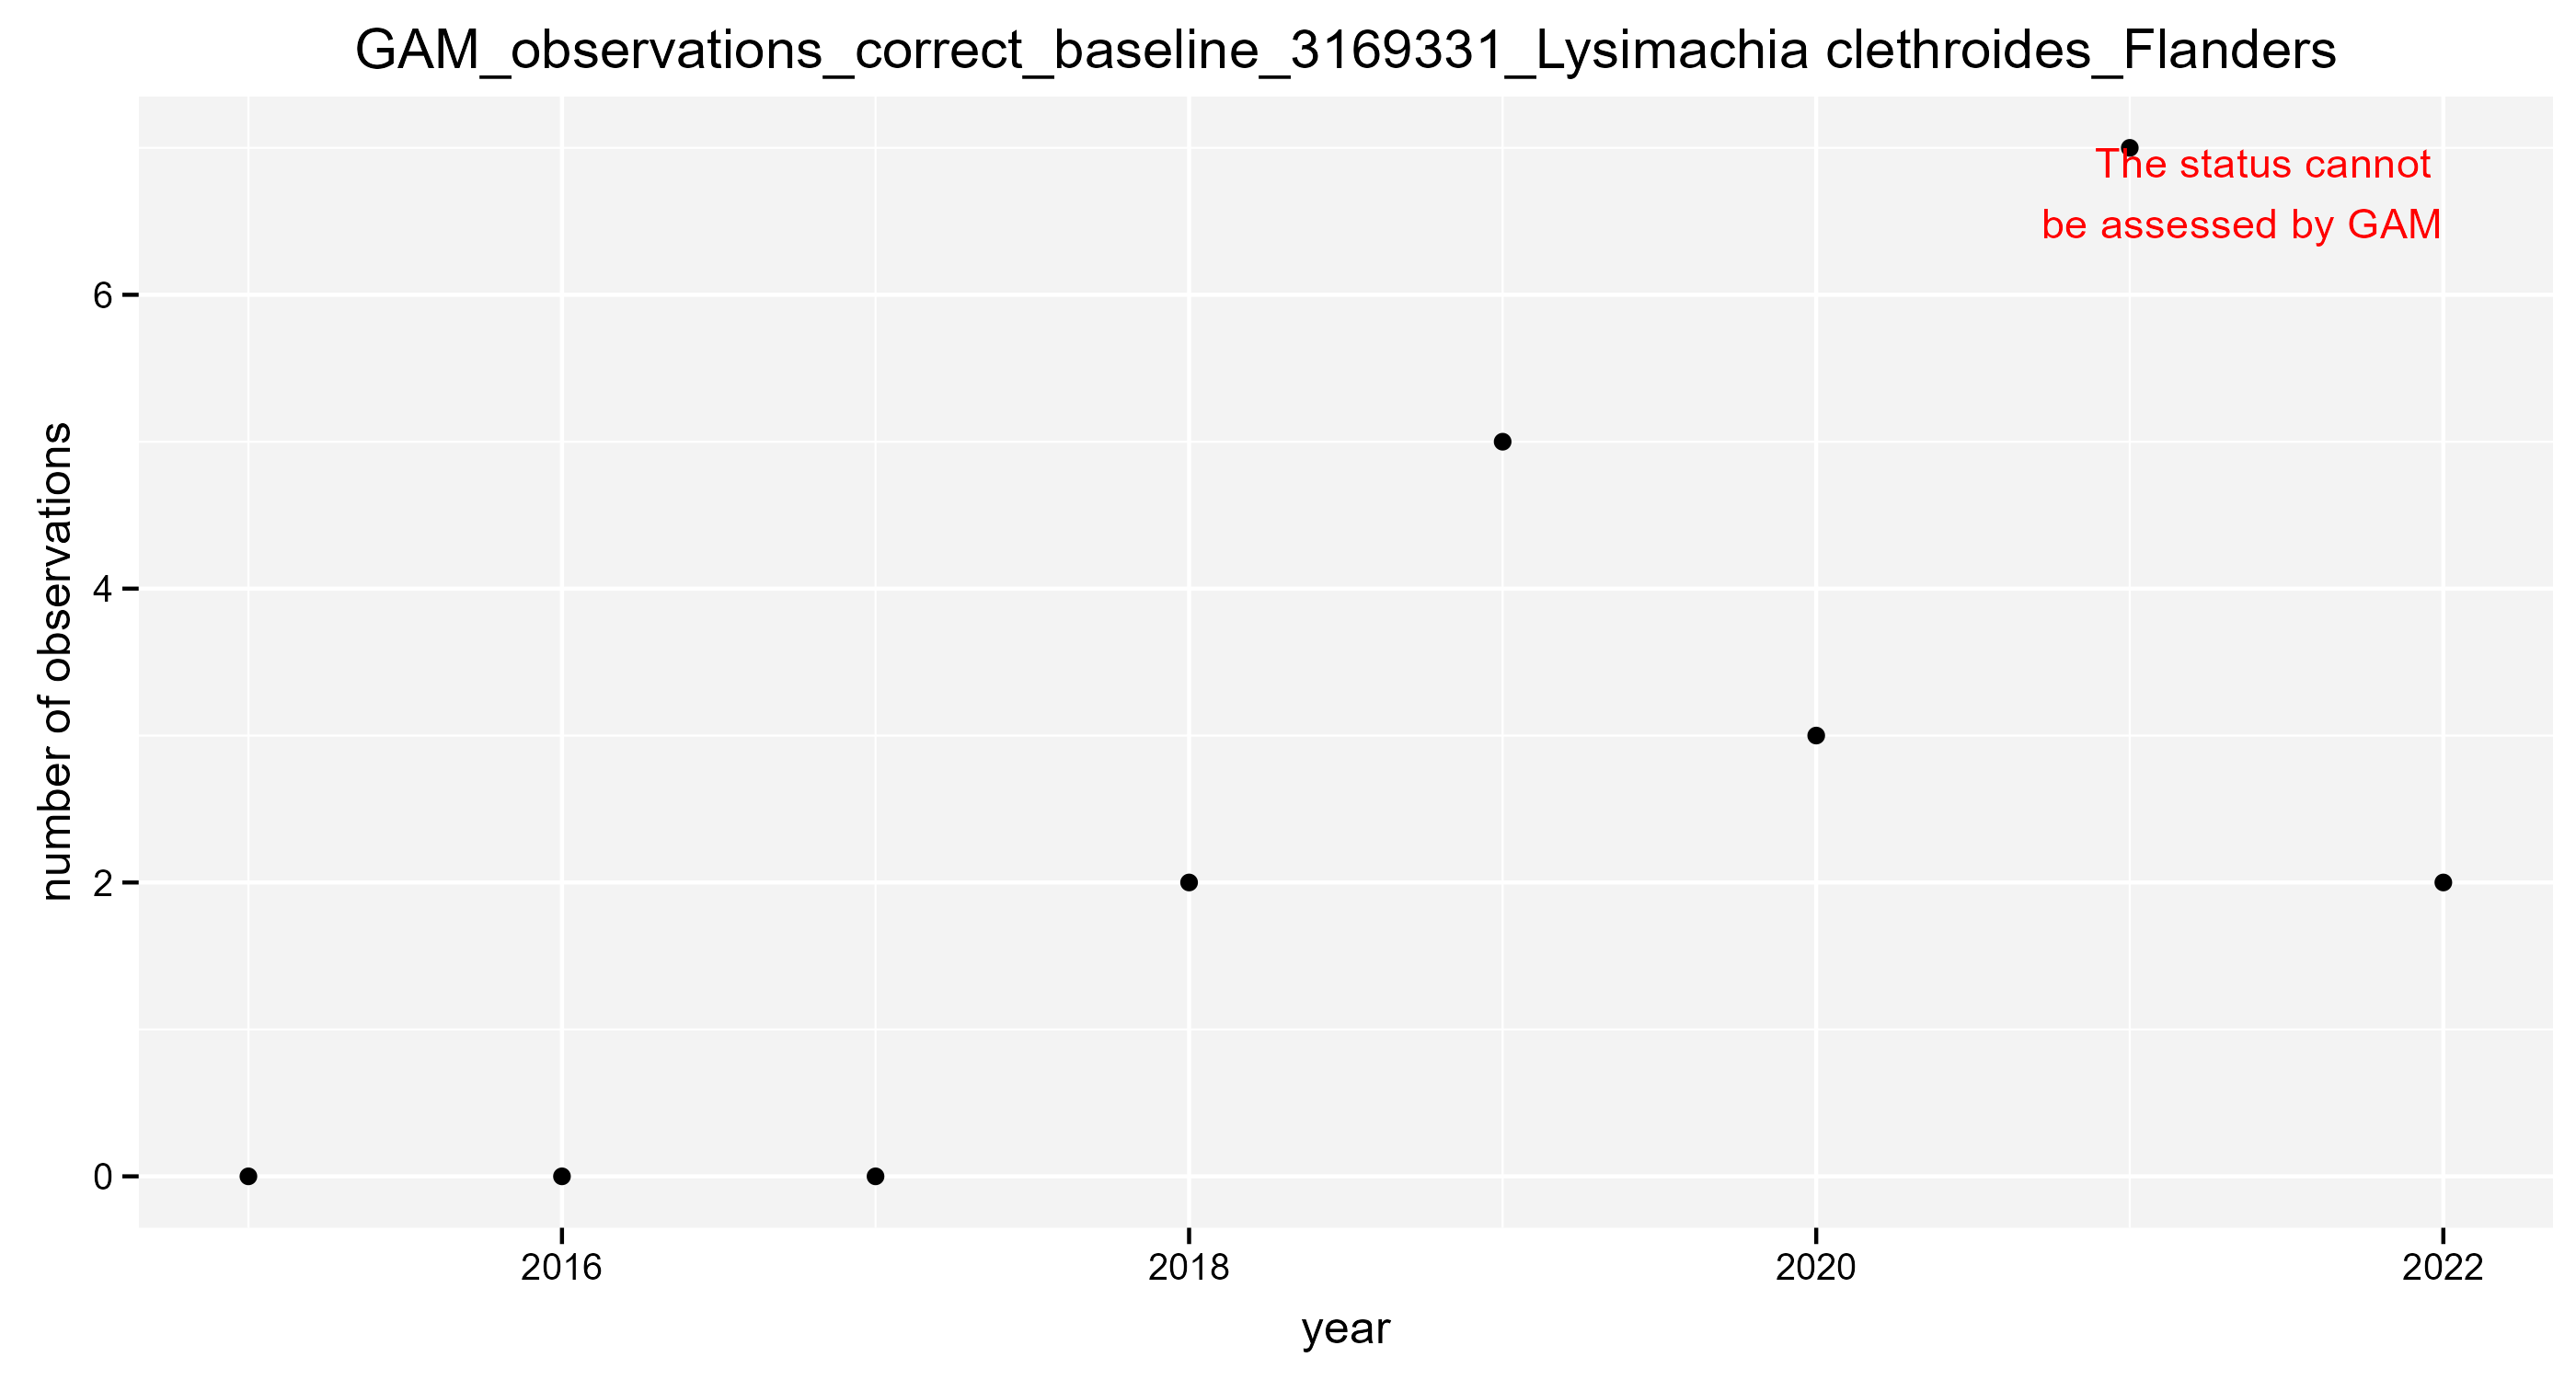 GAM_observations_correct_baseline_3169331_Lysimachia clethroides_Flanders
The status cannot
be assessed by GAM
number of observations
6
4
2
0
2016
2018
2020
2022
year